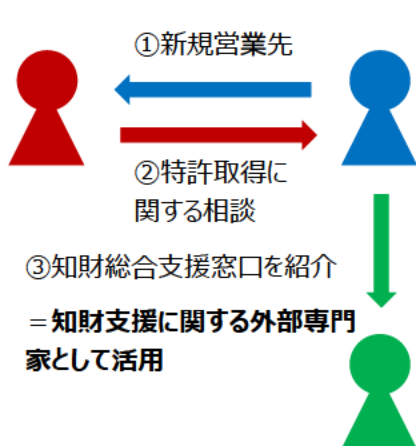 ①新規営業先
②特許取得に
関する相談
③知財総合支援窓口を紹介
＝知財支援に関する外部専門
家として活用